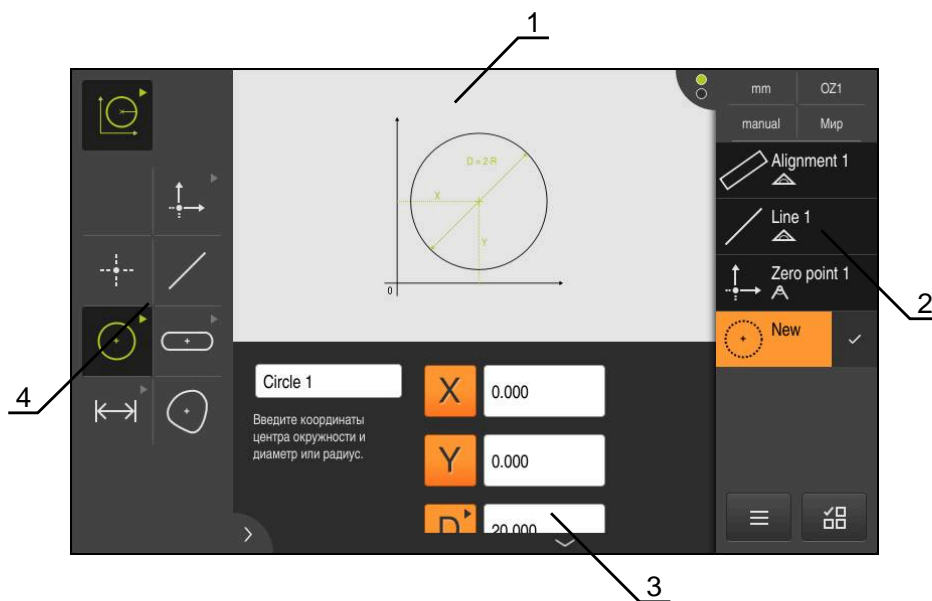 1
mm
OZ1
manual
Мир
Alignment 1
Line 1
Zero point 1
New
2
D = 2·R
X
Y
0
4
Circle 1
Введите координаты
центра окружности и
диаметр или радиус.
X
0.000
Y
0.000
D
20.000
3